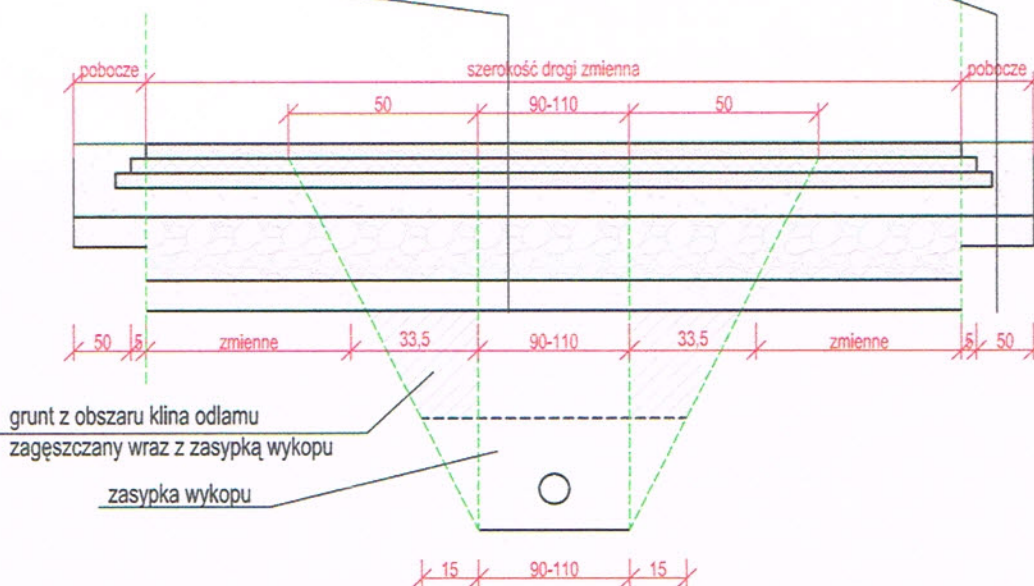 pobocze
szerokość drogi zmienna
pobocze
50
90-110
50
50
5
zmienne
33,5
90-110
33,5
zmienne
5
50
grunt z obszaru klina odlamu
zagęszczany wraz z zasypką wykopu
zasypka wykopu
15
90-110
15